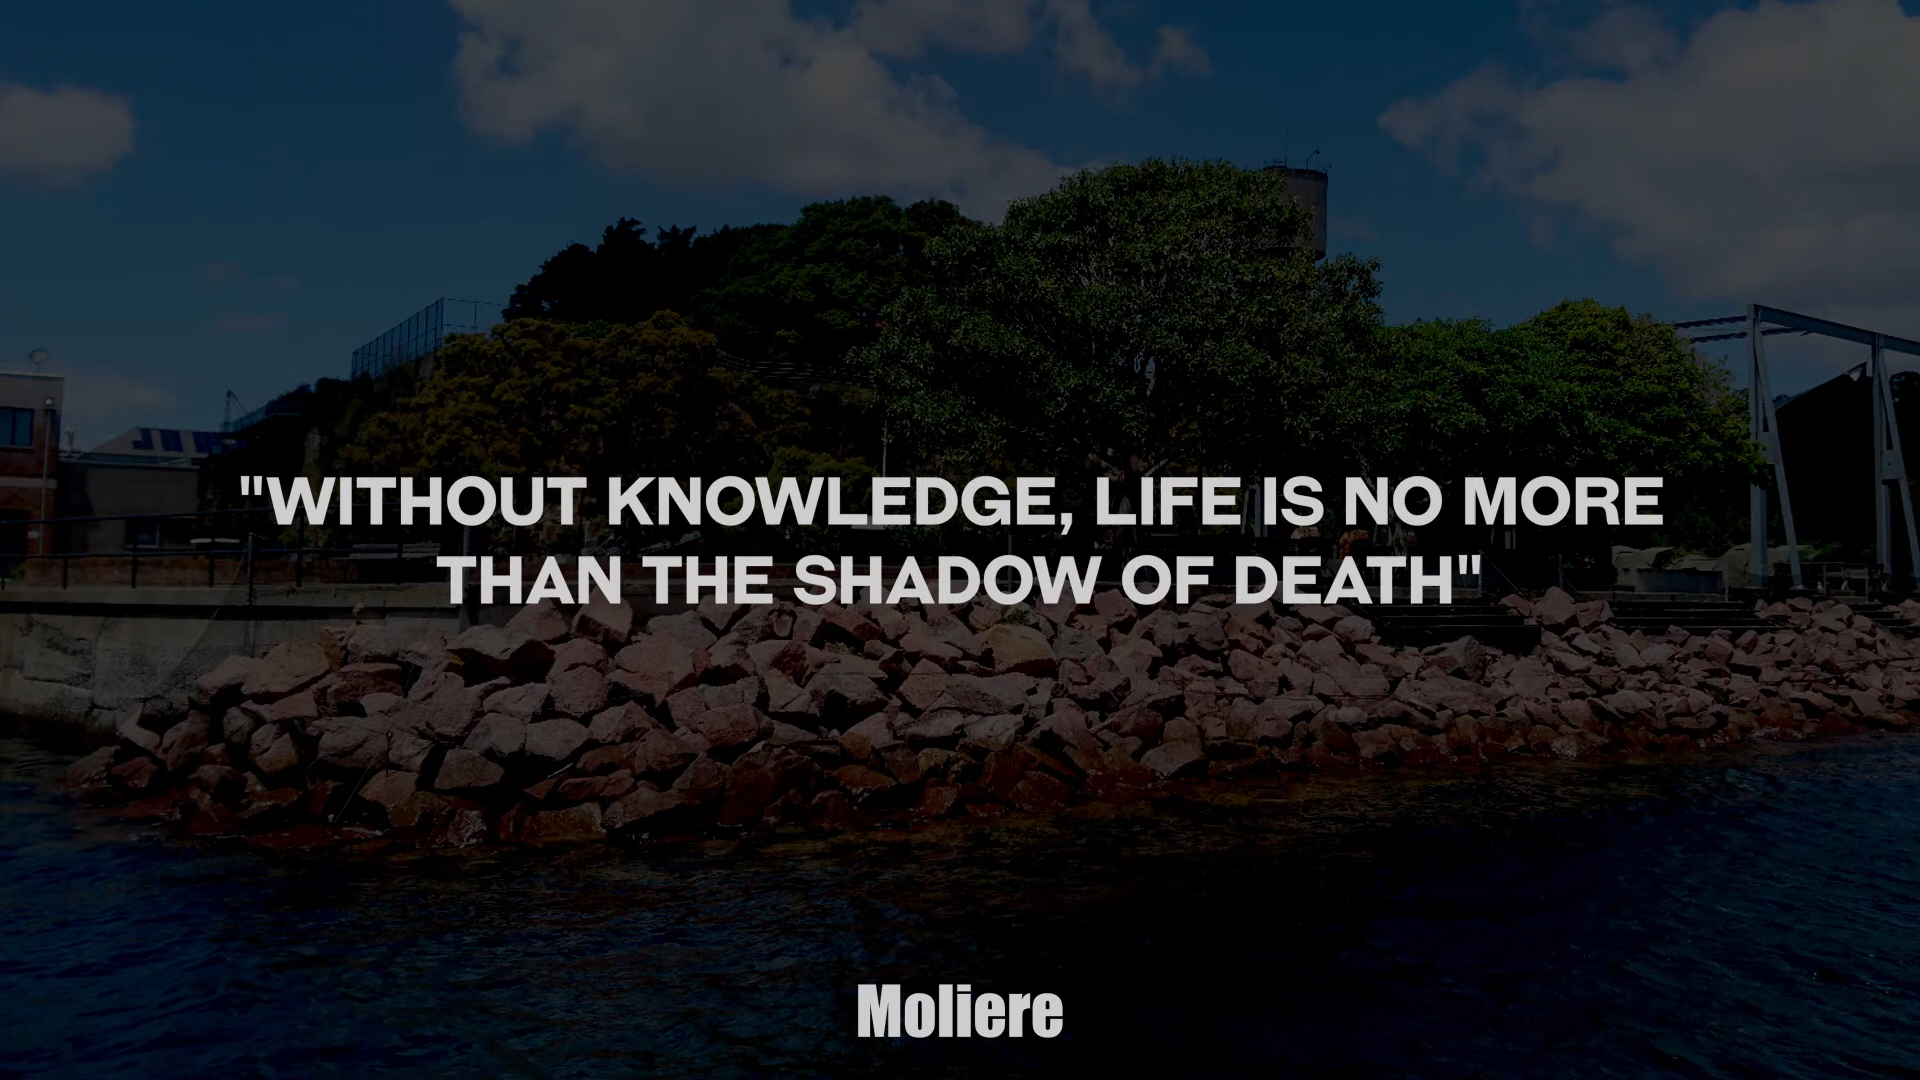 "WITHOUT KNOWLEDGE, LIFE IS NO MORE
THAN THE SHADOW OF DEATH"
Moliere